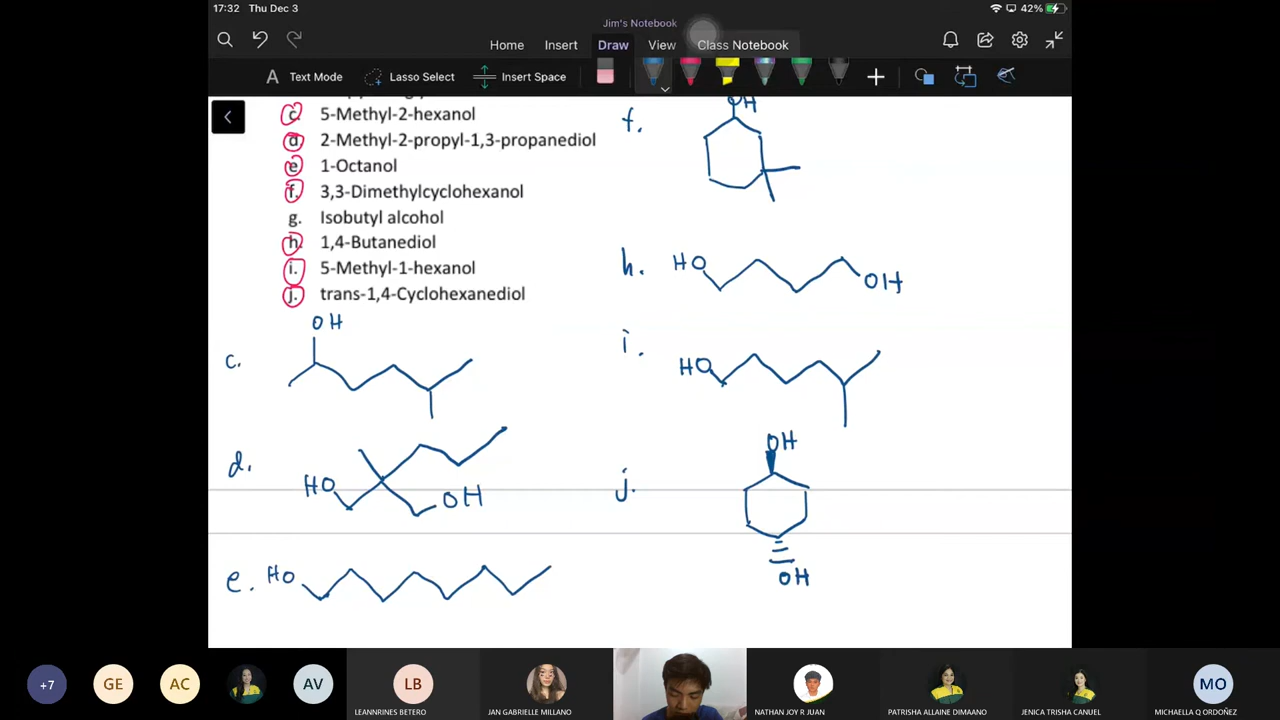 17:32 Thu Dec 3
42%
Jim's Notebook
Home Insert Draw View Class Notebook
Text Mode Lasso Select Insert Space
c. 5-Methyl-2-hexanol
d. 2-Methyl-2-propyl-1,3-propanediol
e. 1-Octanol
f. 3,3-Dimethylcyclohexanol
g. Isobutyl alcohol
h. 1,4-Butanediol
i. 5-Methyl-1-hexanol
j. trans-1,4-Cyclohexanediol
OH
c.
d.
HO
OH
e. HO
OH
f.
h. HO
OH
i.
HO
OH
j.
OH
+7 GE AC AV LB MO
LEANNRINES BETERO JAN GABRIELLE MILLANO NATHAN JOY R JUAN PATRISHA ALLAINE DIMAANO JENICA TRISHA CANUEL MICHAELLA Q ORDOÑEZ